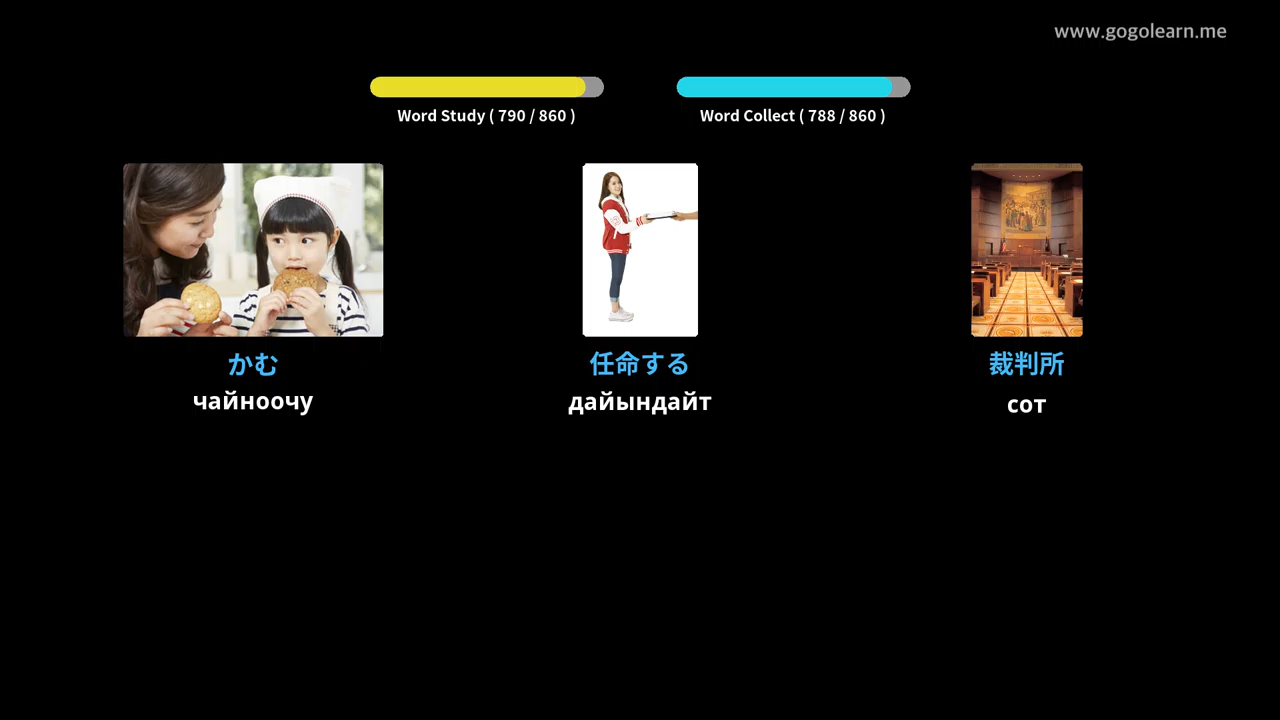 www.gogolearn.me
Word Study ( 790 / 860 )
Word Collect ( 788 / 860 )
かむ
чайноочу
任命する
дайындайт
裁判所
сот